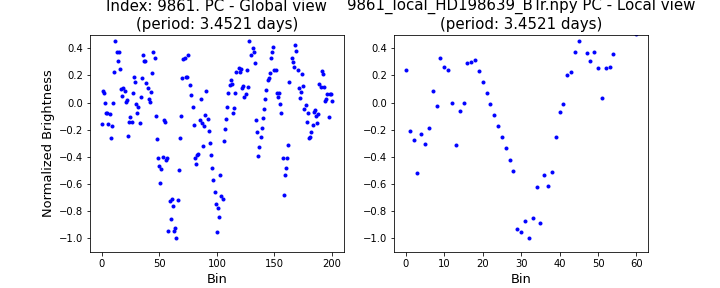 Index: 9861. PC - Global view
(period: 3.4521 days)
9861_local_HD198639_BTr.npy PC - Local view
(period: 3.4521 days)
Normalized Brightness
0.4
0.2
0.0
−0.2
−0.4
−0.6
−0.8
−1.0
0 50 100 150 200
Bin
0.4
0.2
0.0
−0.2
−0.4
−0.6
−0.8
−1.0
0 10 20 30 40 50 60
Bin